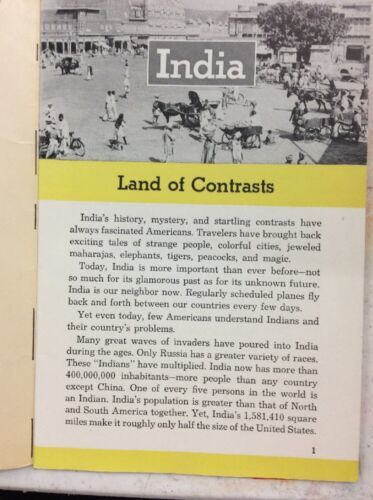 India
Land of Contrasts
India's history, mystery, and startling contrasts have
always fascinated Americans. Travelers have brought back
exciting tales of strange people, colorful cities, jeweled
maharajas, elephants, tigers, peacocks, and magic.
Today, India is more important than ever before—not
so much for its glamorous past as for its unknown future.
India is our neighbor now. Regularly scheduled planes fly
back and forth between our countries every few days.
Yet even today, few Americans understand Indians and
their country's problems.
Many great waves of invaders have poured into India
during the ages. Only Russia has a greater variety of races.
These "Indians" have multiplied. India now has more than
400,000,000 inhabitants—more people than any country
except China. One of every five persons in the world is
an Indian. India's population is greater than that of North
and South America together. Yet, India's 1,581,410 square
miles make it roughly only half the size of the United States.
1